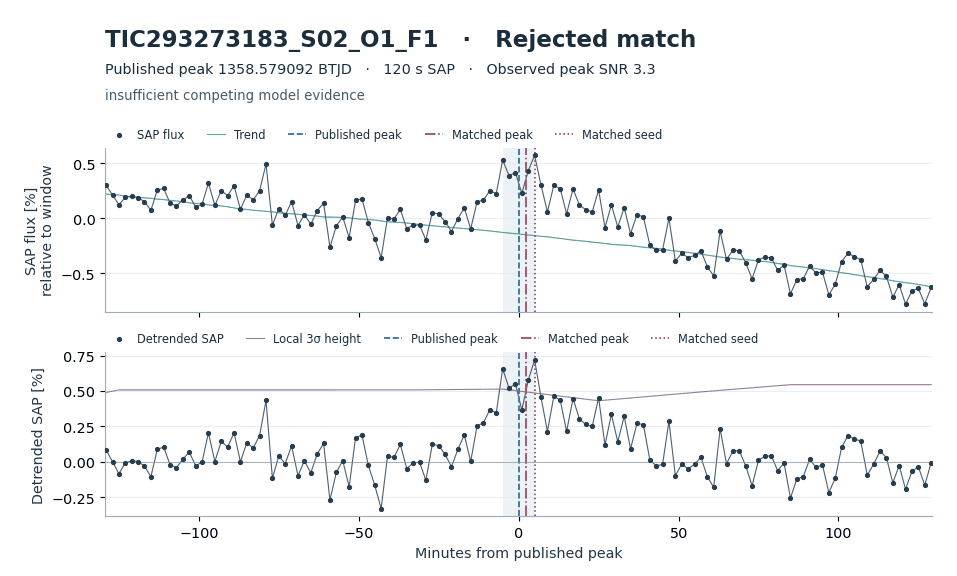 TIC293273183_S02_O1_F1 · Rejected match
Published peak 1358.579092 BTJD · 120 s SAP · Observed peak SNR 3.3
insufficient competing model evidence
SAP flux Trend Published peak Matched peak Matched seed
SAP flux [%]
relative to window
0.5
0.0
−0.5
Detrended SAP Local 3σ height Published peak Matched peak Matched seed
Detrended SAP [%]
0.75
0.50
0.25
0.00
−0.25
−100 −50 0 50 100
Minutes from published peak